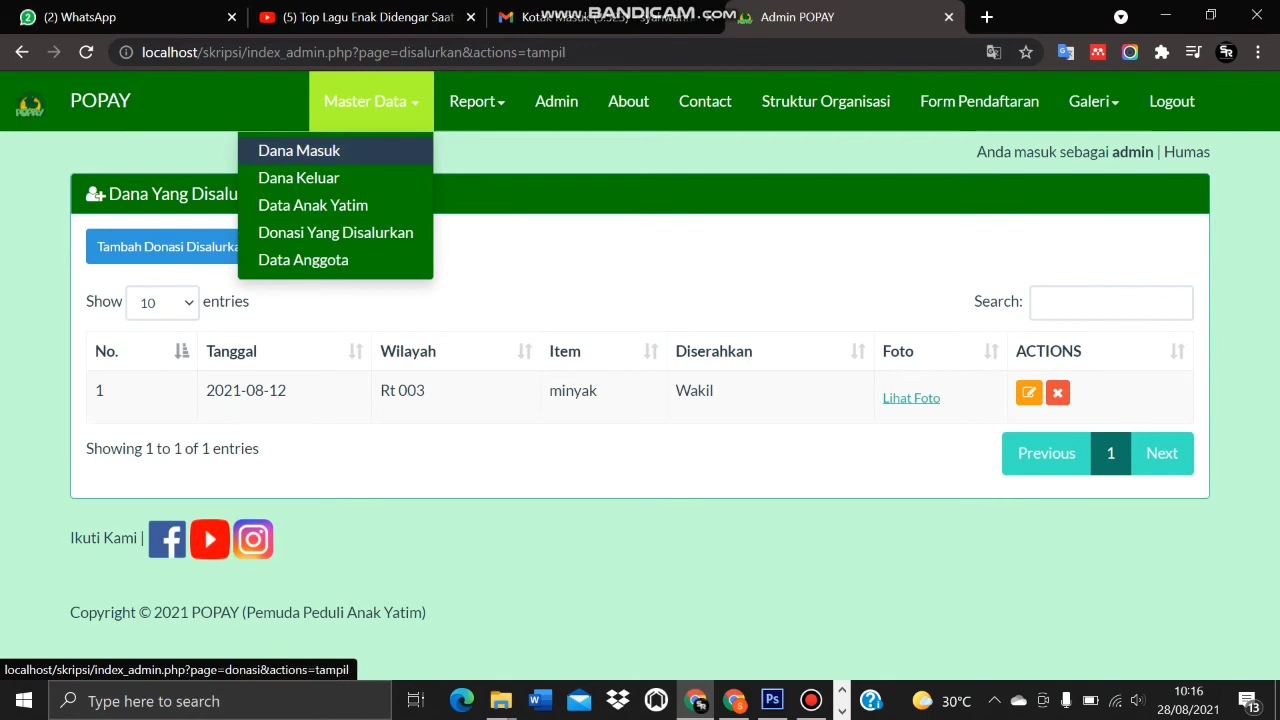 (2) WhatsApp
(5) Top Lagu Enak Didengar Saat
Kotak Masuk
www.BANDICAM.com
Admin POPAY
localhost/skripsi/index_admin.php?page=disalurkan&actions=tampil
POPAY
POPAY
Master Data
Report
Admin
About
Contact
Struktur Organisasi
Form Pendaftaran
Galeri
Logout
Dana Masuk
Dana Keluar
Data Anak Yatim
Donasi Yang Disalurkan
Data Anggota
Anda masuk sebagai admin | Humas
Dana Yang Disalu
Tambah Donasi Disalurka
Show 10 entries
Search:
No. Tanggal Wilayah Item Diserahkan Foto ACTIONS
1 2021-08-12 Rt 003 minyak Wakil Lihat Foto
Showing 1 to 1 of 1 entries
Previous 1 Next
Ikuti Kami |
Copyright © 2021 POPAY (Pemuda Peduli Anak Yatim)
localhost/skripsi/index_admin.php?page=donasi&actions=tampil
Type here to search
30°C
10:16
28/08/2021
13